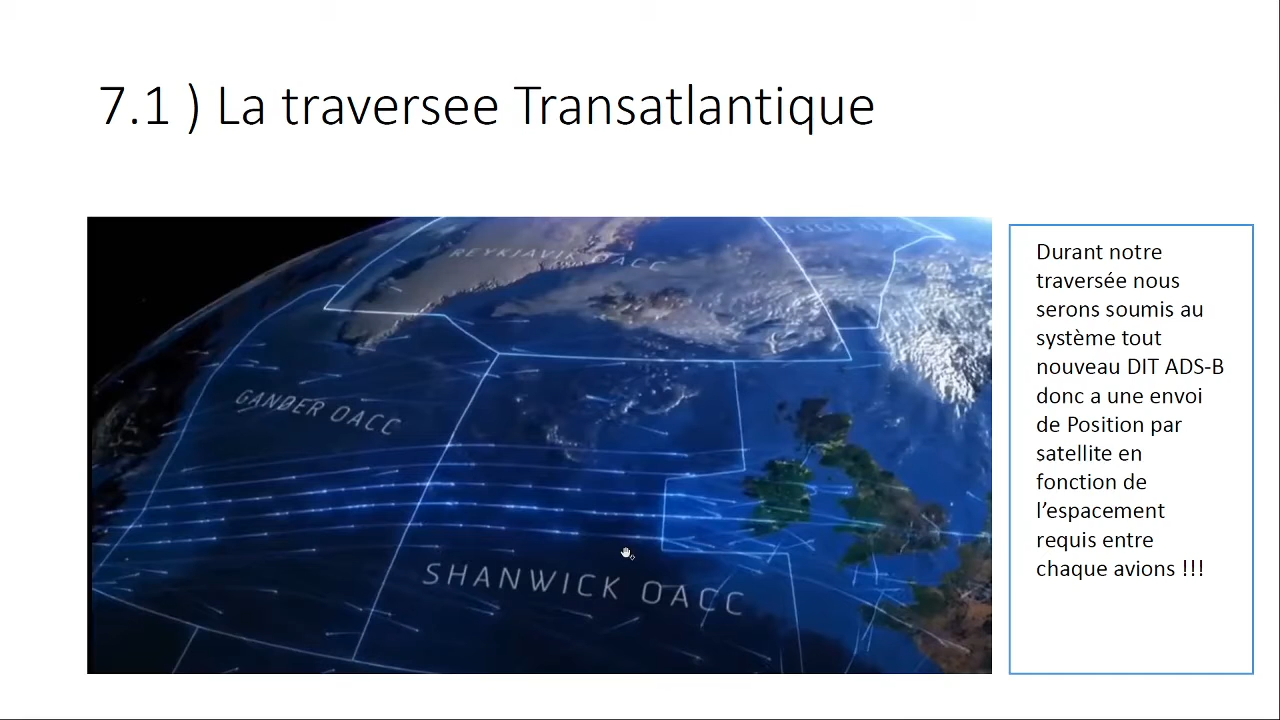 7.1 ) La traversee Transatlantique
REYKJAVIK OACC
GANDER OACC
SHANWICK OACC
Durant notre
traversée nous
serons soumis au
système tout
nouveau DIT ADS-B
donc a une envoi
de Position par
satellite en
fonction de
l’espacement
requis entre
chaque avions !!!